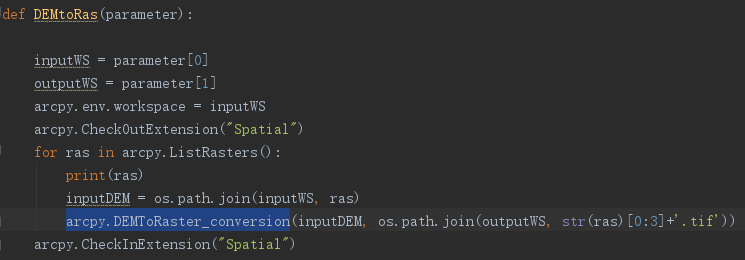 def DEMtoRas(parameter):
inputWS = parameter[0]
outputWS = parameter[1]
arcpy.env.workspace = inputWS
arcpy.CheckOutExtension("Spatial")
for ras in arcpy.ListRasters():
print(ras)
inputDEM = os.path.join(inputWS, ras)
arcpy.DEMToRaster_conversion(inputDEM, os.path.join(outputWS, str(ras)[0:3]+'.tif'))
arcpy.CheckInExtension("Spatial")